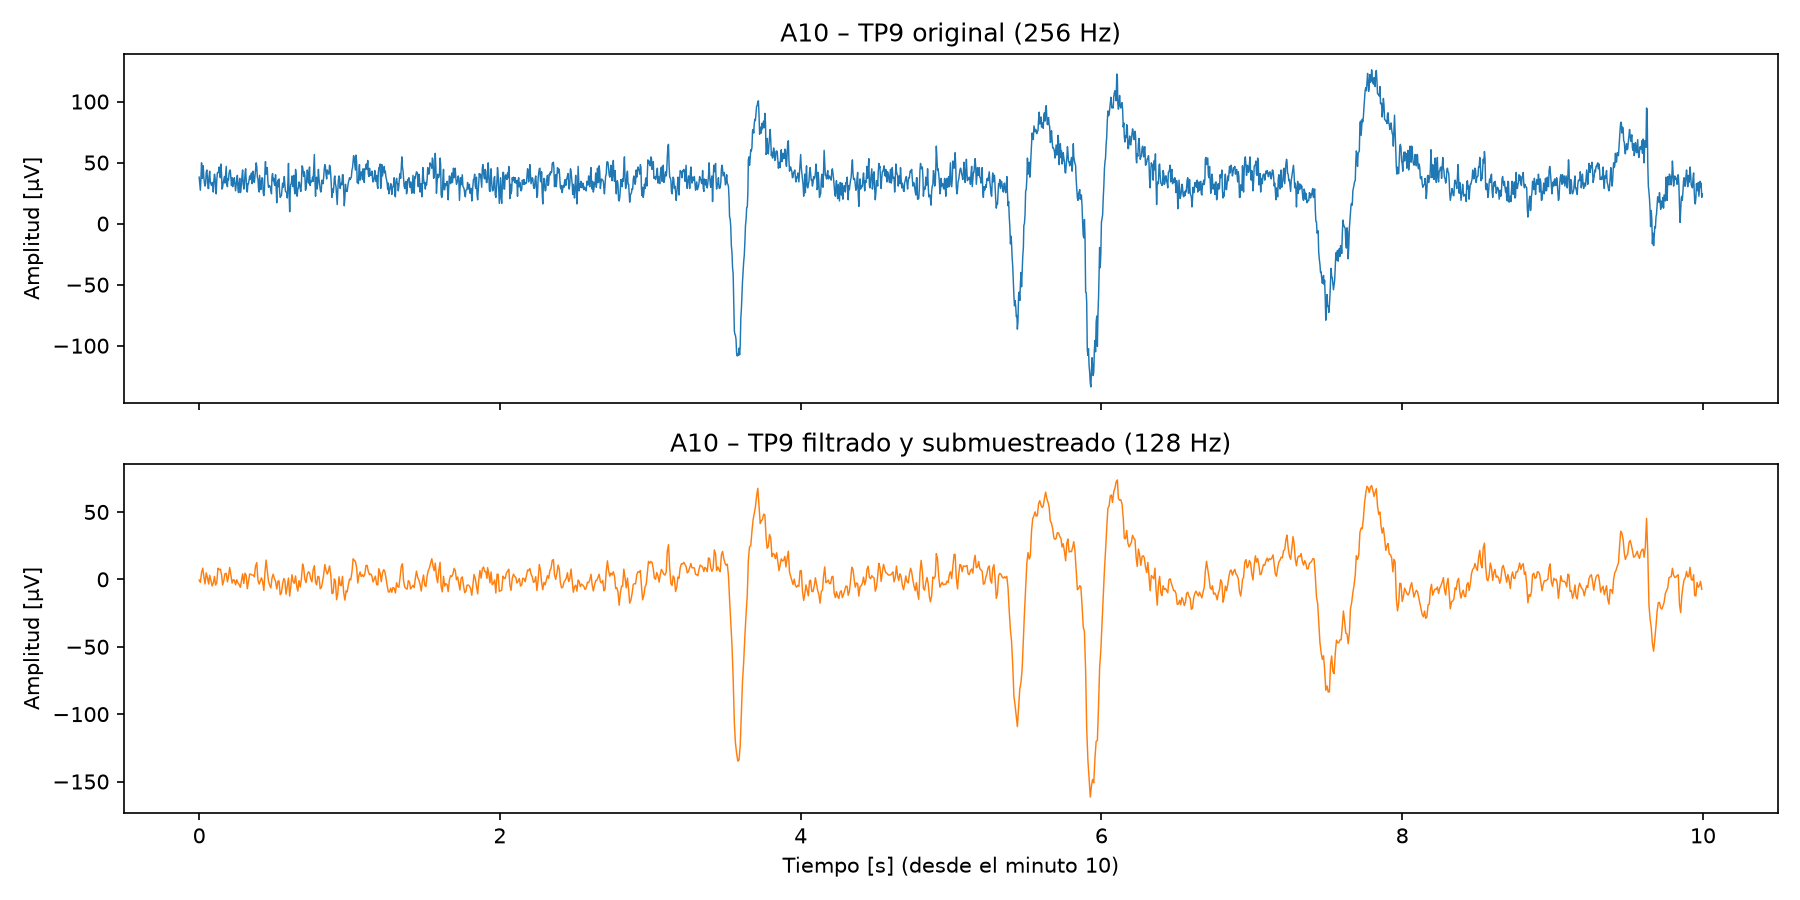 A10 – TP9 original (256 Hz)
100
50
0
−50
−100
Amplitud [µV]
A10 – TP9 filtrado y submuestreado (128 Hz)
50
0
−50
−100
−150
Amplitud [µV]
0 2 4 6 8 10
Tiempo [s] (desde el minuto 10)